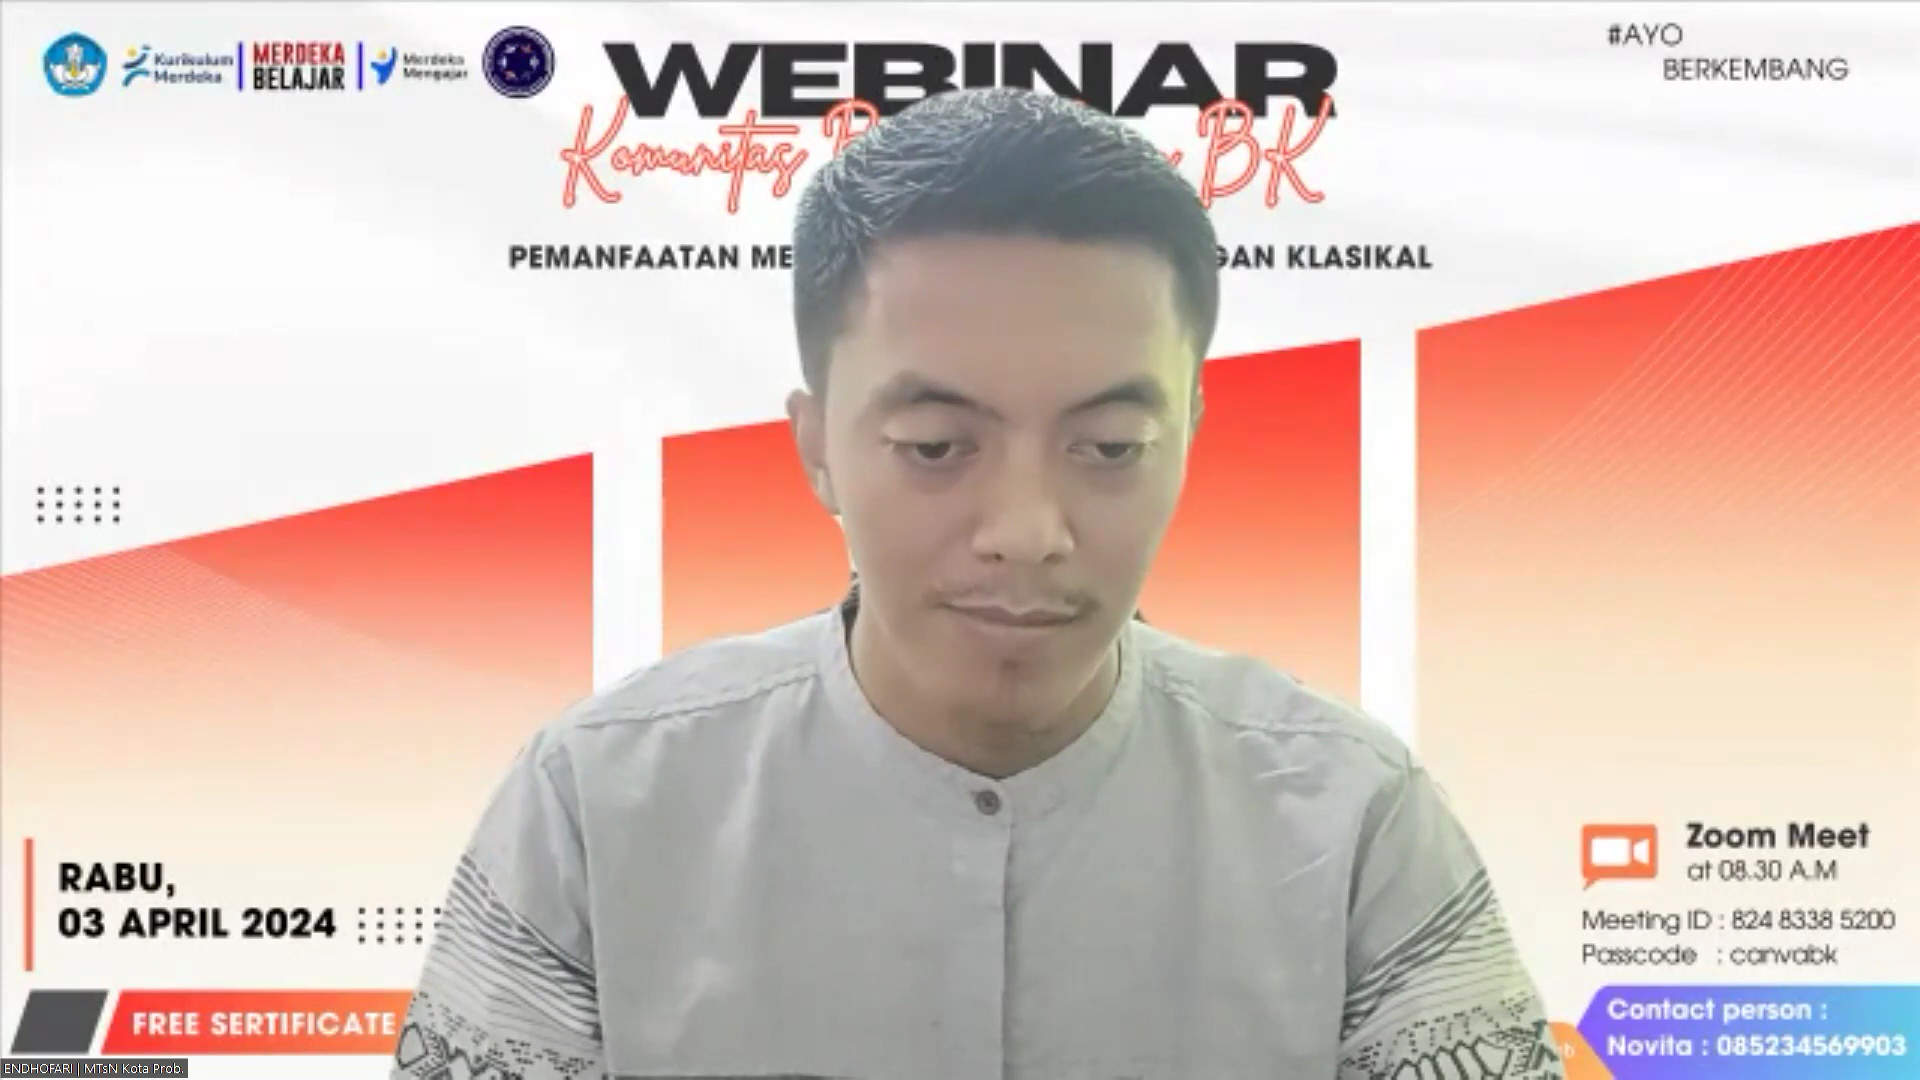 Kurikulum
Merdeka
MERDEKA
BELAJAR
Merdeka
Mengajar
WEBINAR
Komunitas
BK
#AYO
BERKEMBANG
PEMANFAATAN
KLASIKAL
RABU,
03 APRIL 2024
Zoom Meet
at 08.30 A.M
Meeting ID : 824 8338 5200
Passcode : canvabk
FREE SERTIFICATE
Contact person :
Novita : 085234569903
ENDHOFARI | MTsN Kota Prob.